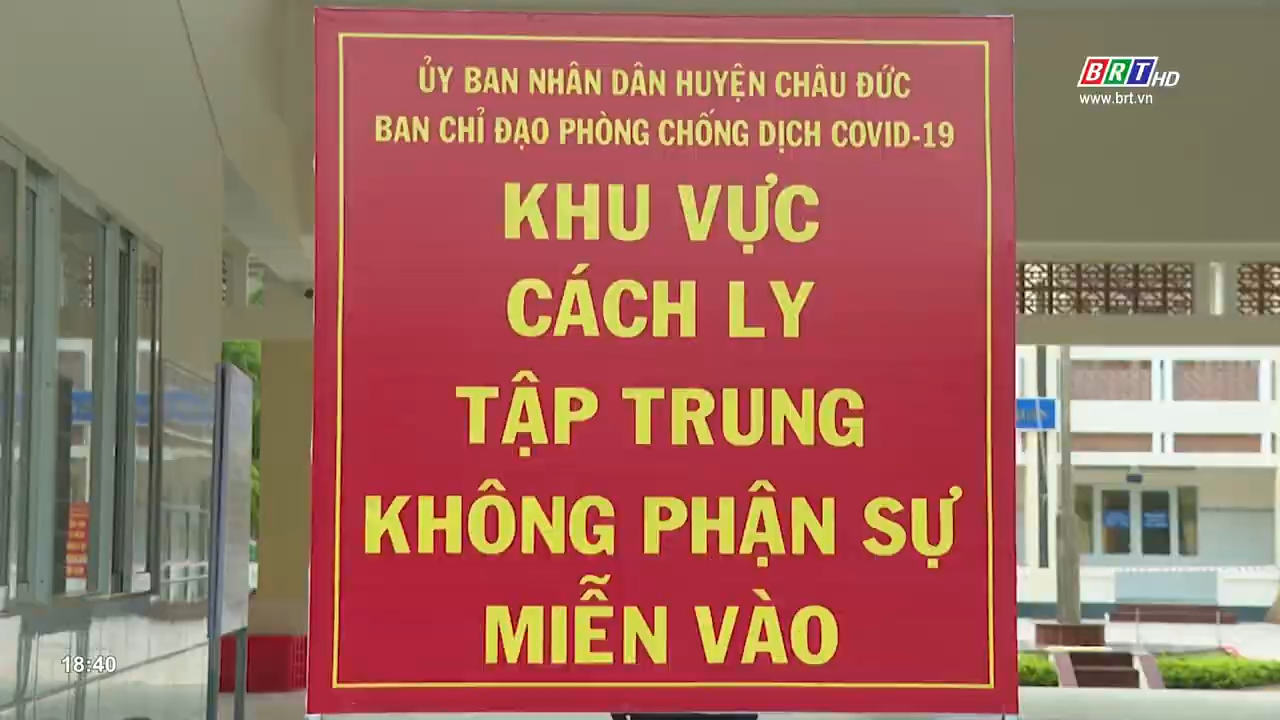 ỦY BAN NHÂN DÂN HUYỆN CHÂU ĐỨC
BAN CHỈ ĐẠO PHÒNG CHỐNG DỊCH COVID-19
KHU VỰC
CÁCH LY
TẬP TRUNG
KHÔNG PHẬN SỰ
MIỄN VÀO
BRT HD
www.brt.vn
18:40